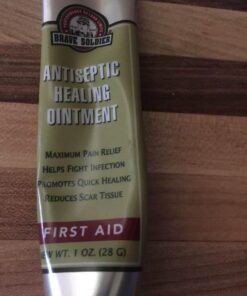 BRAVE SOLDIER
ANTISEPTIC
HEALING
OINTMENT
MAXIMUM PAIN RELIEF
HELPS FIGHT INFECTION
PROMOTES QUICK HEALING
REDUCES SCAR TISSUE
FIRST AID
WT. 1 OZ. (28 G)